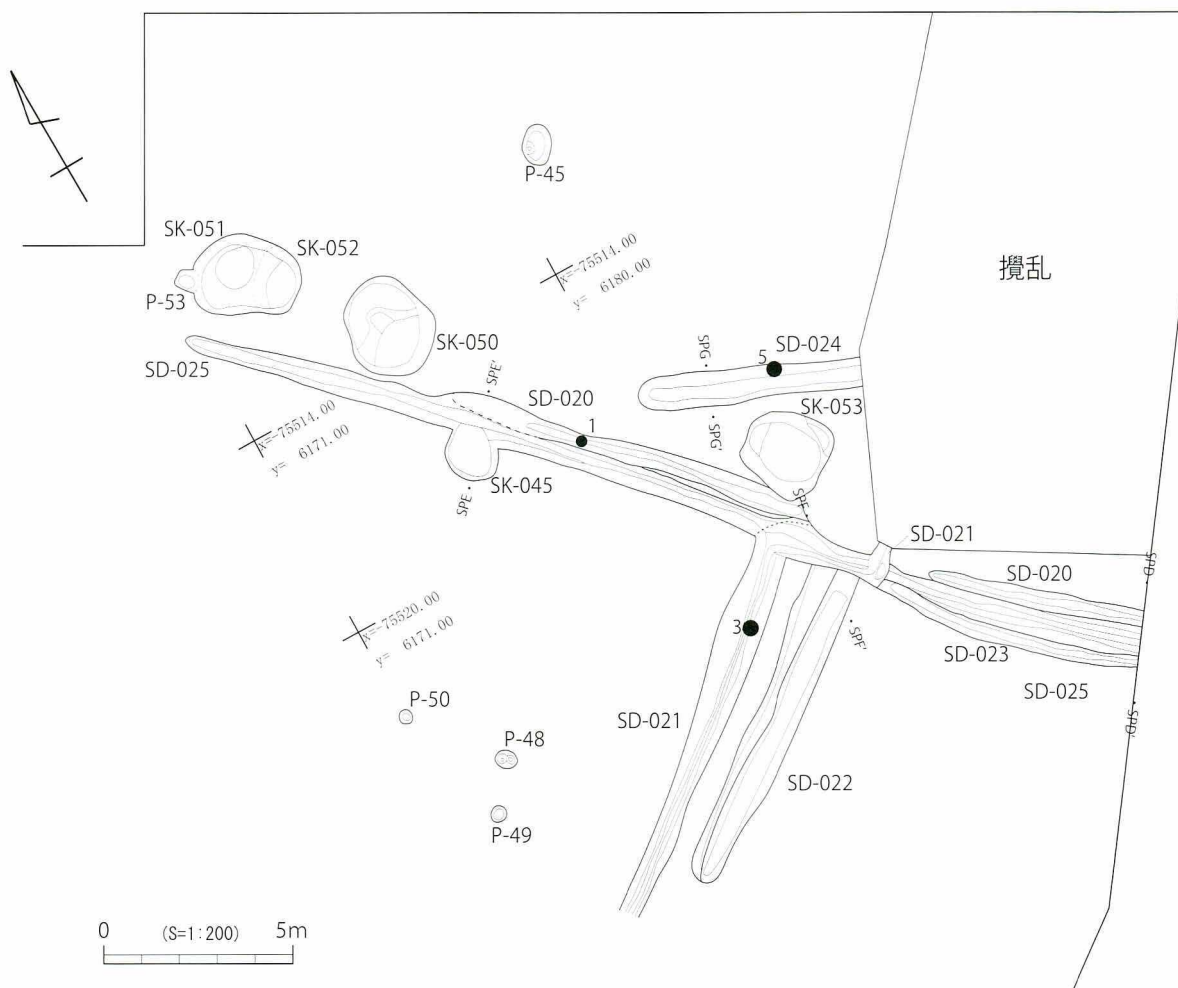 P-45
SK-051
SK-052
x=-75514.00
y= 6180.00
攪乱
P-53
SK-050
SD-025
SPE'
SPG
5
SD-024
SD-020
SPG'
SK-053
x=-75514.00
y= 6171.00
1
SPE
SK-045
SPF
SD-021
SPD
SD-020
x=-75520.00
y= 6171.00
3
SPF'
SD-023
SD-025
P-50
SD-021
SPD'
P-48
SD-022
P-49
0 (S=1:200) 5m